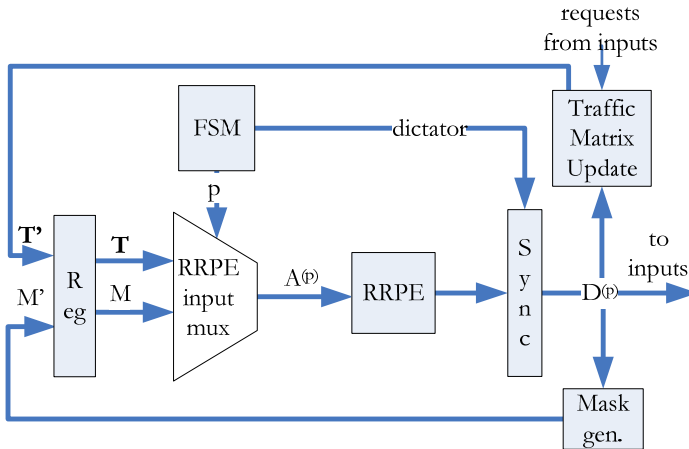 requests
from inputs
Traffic
Matrix
Update
FSM
dictator
p
T'
T
to
inputs
M'
M
R
eg
RRPE
input
mux
A(p)
RRPE
S
y
n
c
D(p)
Mask
gen.